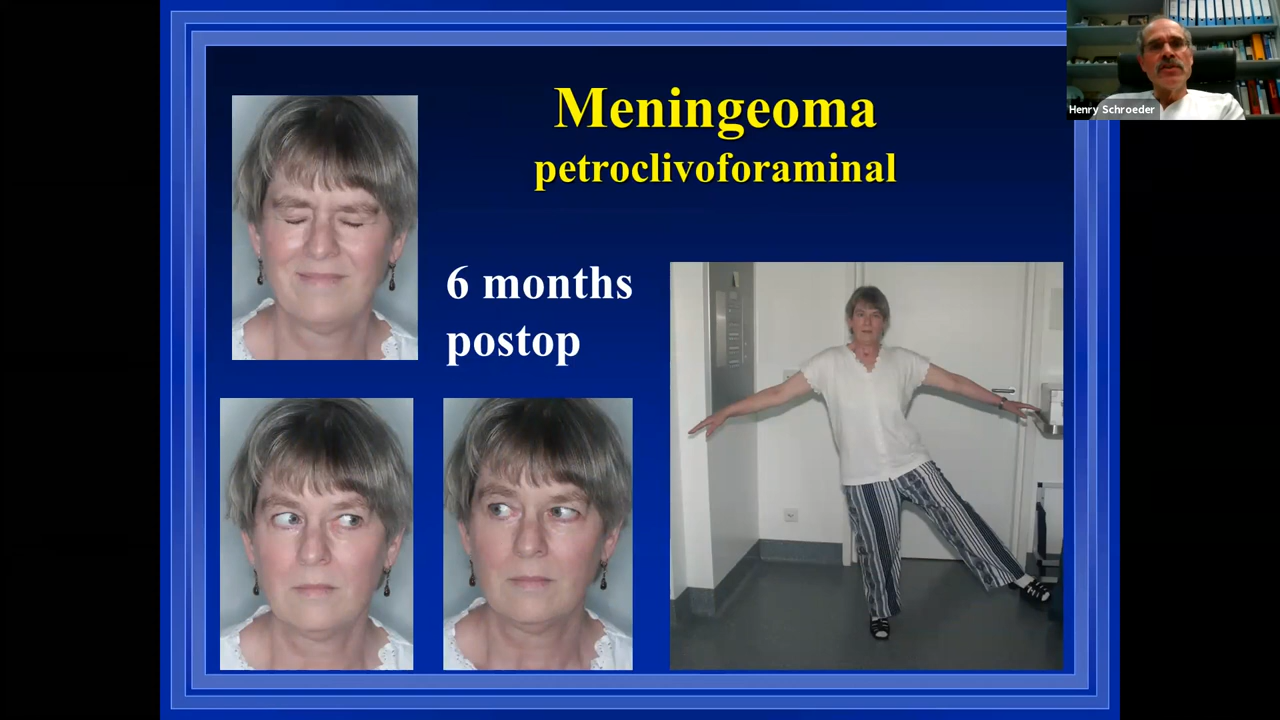 Meningeoma
petroclivoforaminal
6 months
postop
Henry Schroeder